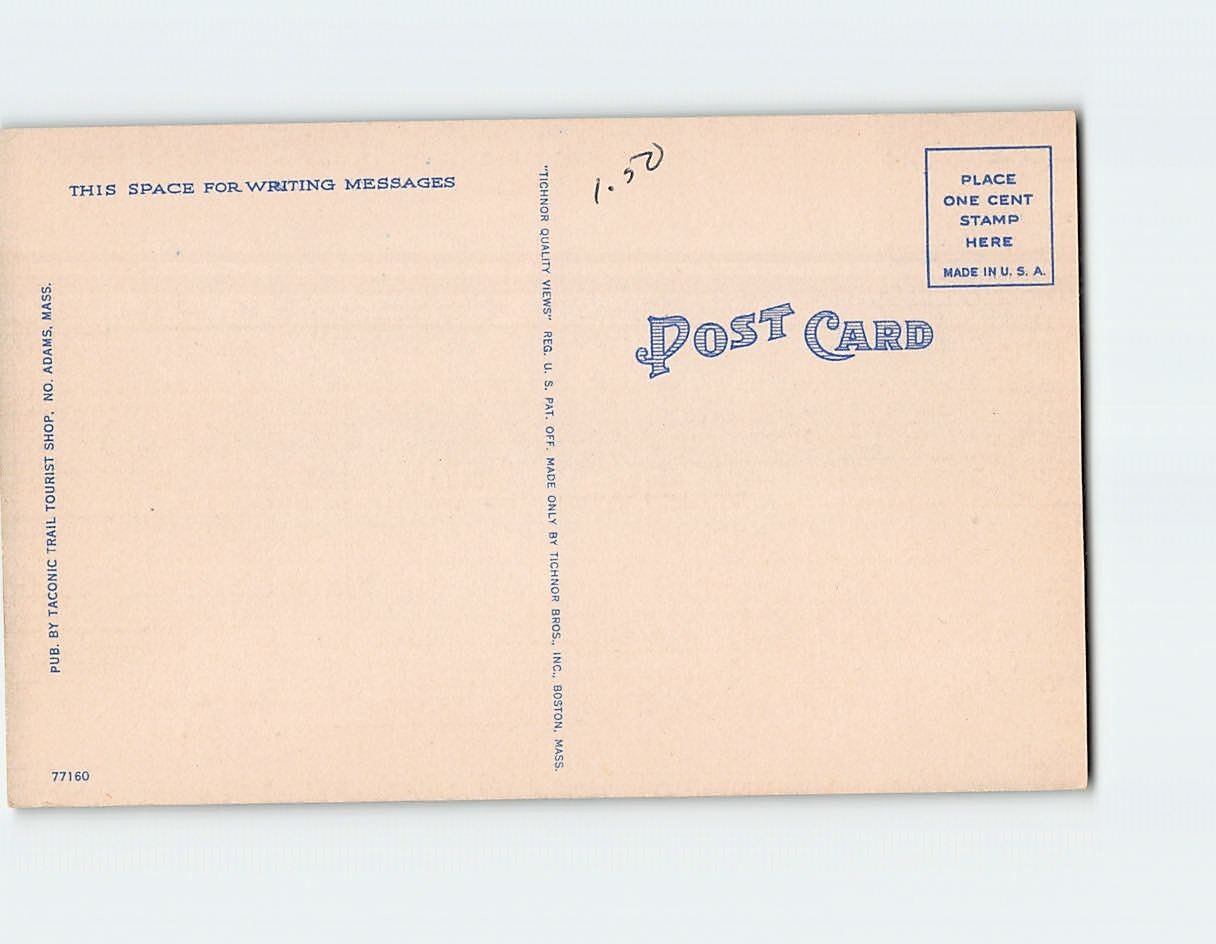 THIS SPACE FOR WRITING MESSAGES
1.50
PLACE
ONE CENT
STAMP
HERE
MADE IN U. S. A.
POST CARD
"TICHNOR QUALITY VIEWS" REG. U. S. PAT. OFF. MADE ONLY BY TICHNOR BROS., INC., BOSTON, MASS.
PUB. BY TACONIC TRAIL TOURIST SHOP, NO. ADAMS, MASS.
77160